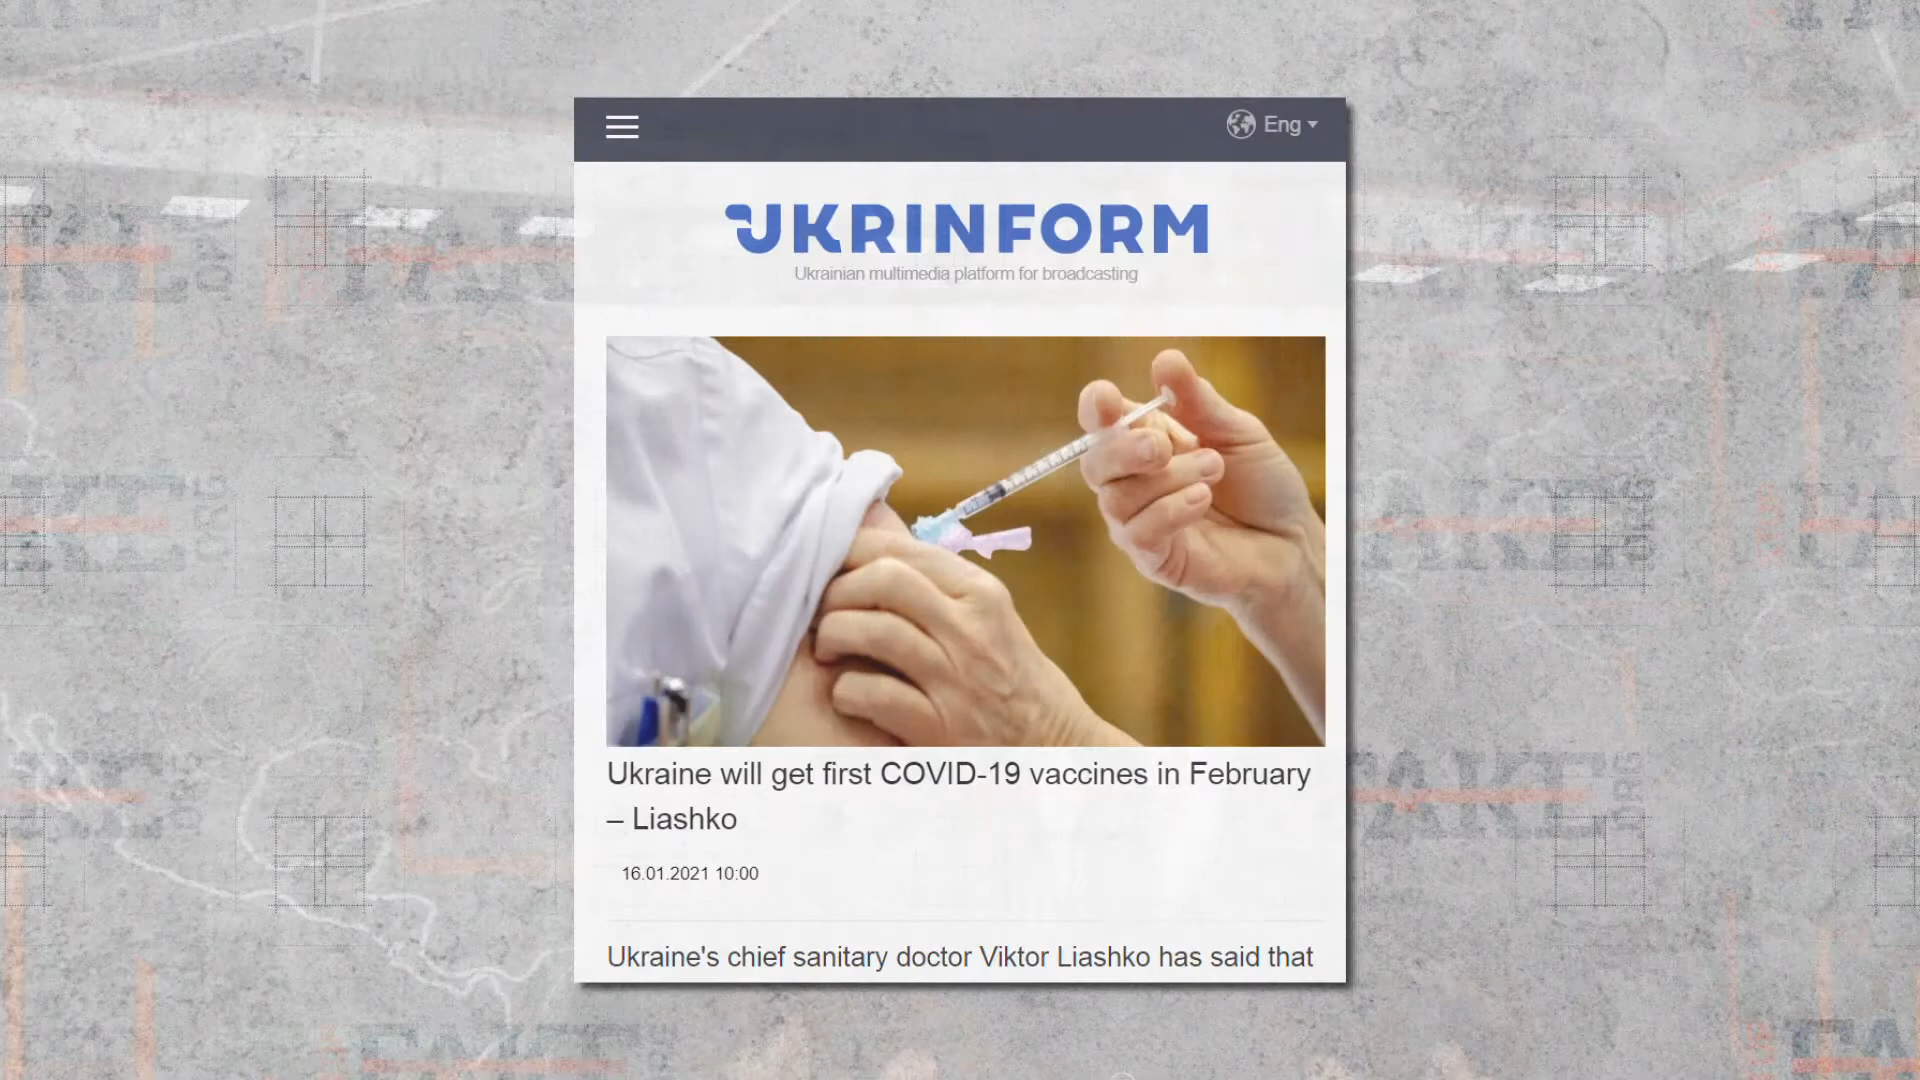 Eng
UKRINFORM
Ukrainian multimedia platform for broadcasting
Ukraine will get first COVID-19 vaccines in February
– Liashko
16.01.2021 10:00
Ukraine's chief sanitary doctor Viktor Liashko has said that
FAKE